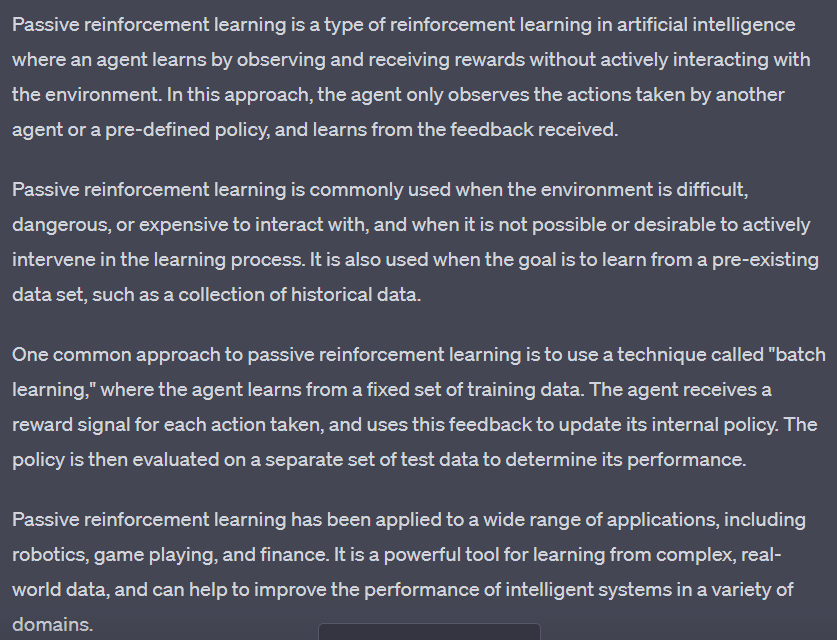 Passive reinforcement learning is a type of reinforcement learning in artificial intelligence
where an agent learns by observing and receiving rewards without actively interacting with
the environment. In this approach, the agent only observes the actions taken by another
agent or a pre-defined policy, and learns from the feedback received.
Passive reinforcement learning is commonly used when the environment is difficult,
dangerous, or expensive to interact with, and when it is not possible or desirable to actively
intervene in the learning process. It is also used when the goal is to learn from a pre-existing
data set, such as a collection of historical data.
One common approach to passive reinforcement learning is to use a technique called "batch
learning," where the agent learns from a fixed set of training data. The agent receives a
reward signal for each action taken, and uses this feedback to update its internal policy. The
policy is then evaluated on a separate set of test data to determine its performance.
Passive reinforcement learning has been applied to a wide range of applications, including
robotics, game playing, and finance. It is a powerful tool for learning from complex, real-
world data, and can help to improve the performance of intelligent systems in a variety of
domains.